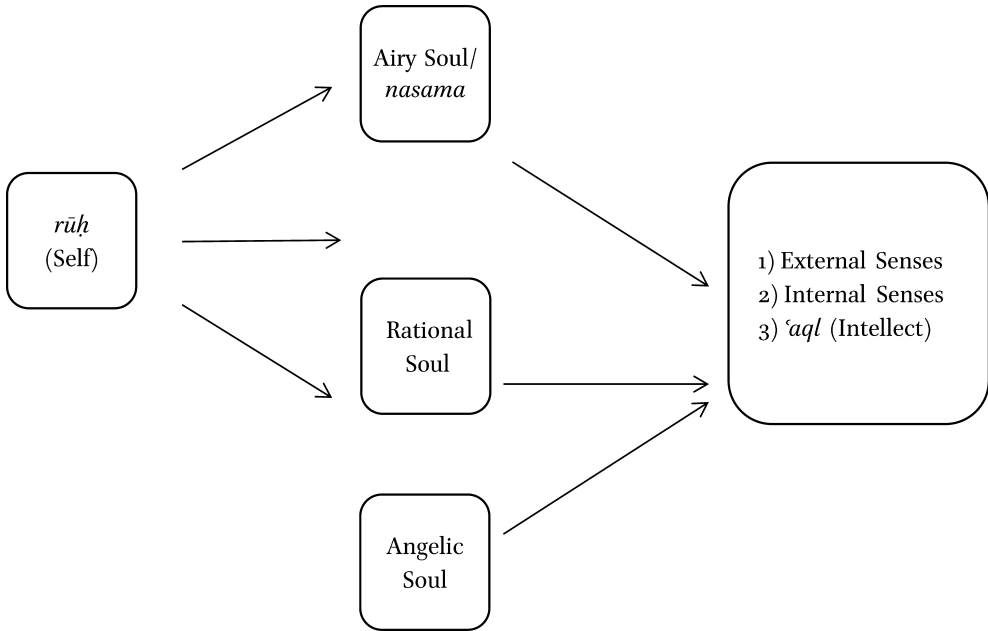 Airy Soul/
nasama
rūḥ
(Self)
1) External Senses
2) Internal Senses
3) ʿaql (Intellect)
Rational
Soul
Angelic
Soul